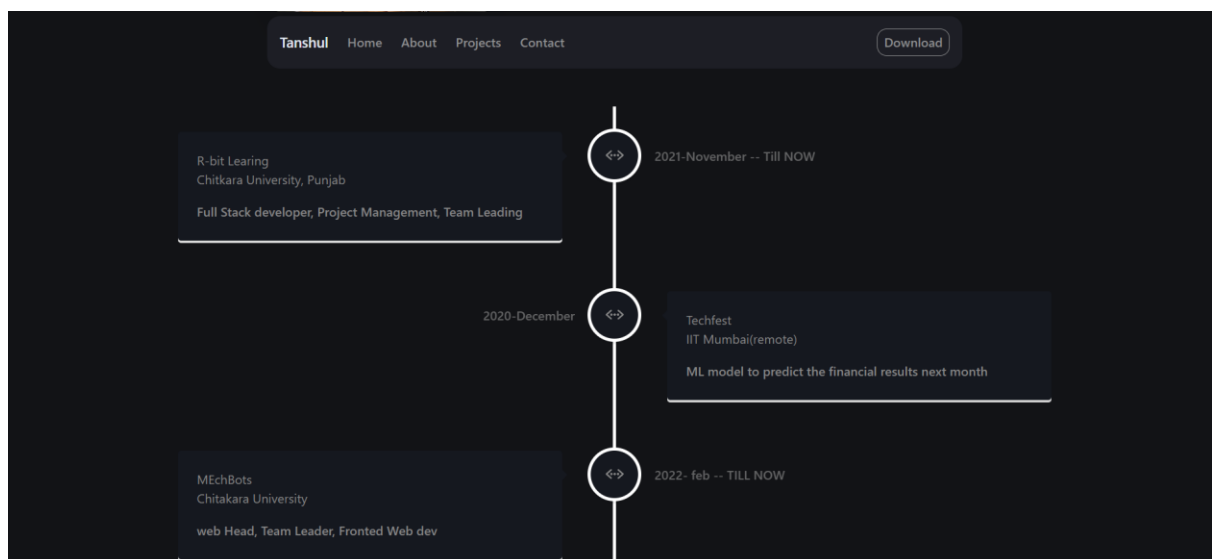 Tanshul Home About Projects Contact Download
R-bit Learing
Chitkara University, Punjab
Full Stack developer, Project Management, Team Leading
2021-November -- Till NOW
2020-December
Techfest
IIT Mumbai(remote)
ML model to predict the financial results next month
MEchBots
Chitakara University
web Head, Team Leader, Fronted Web dev
2022- feb -- TILL NOW